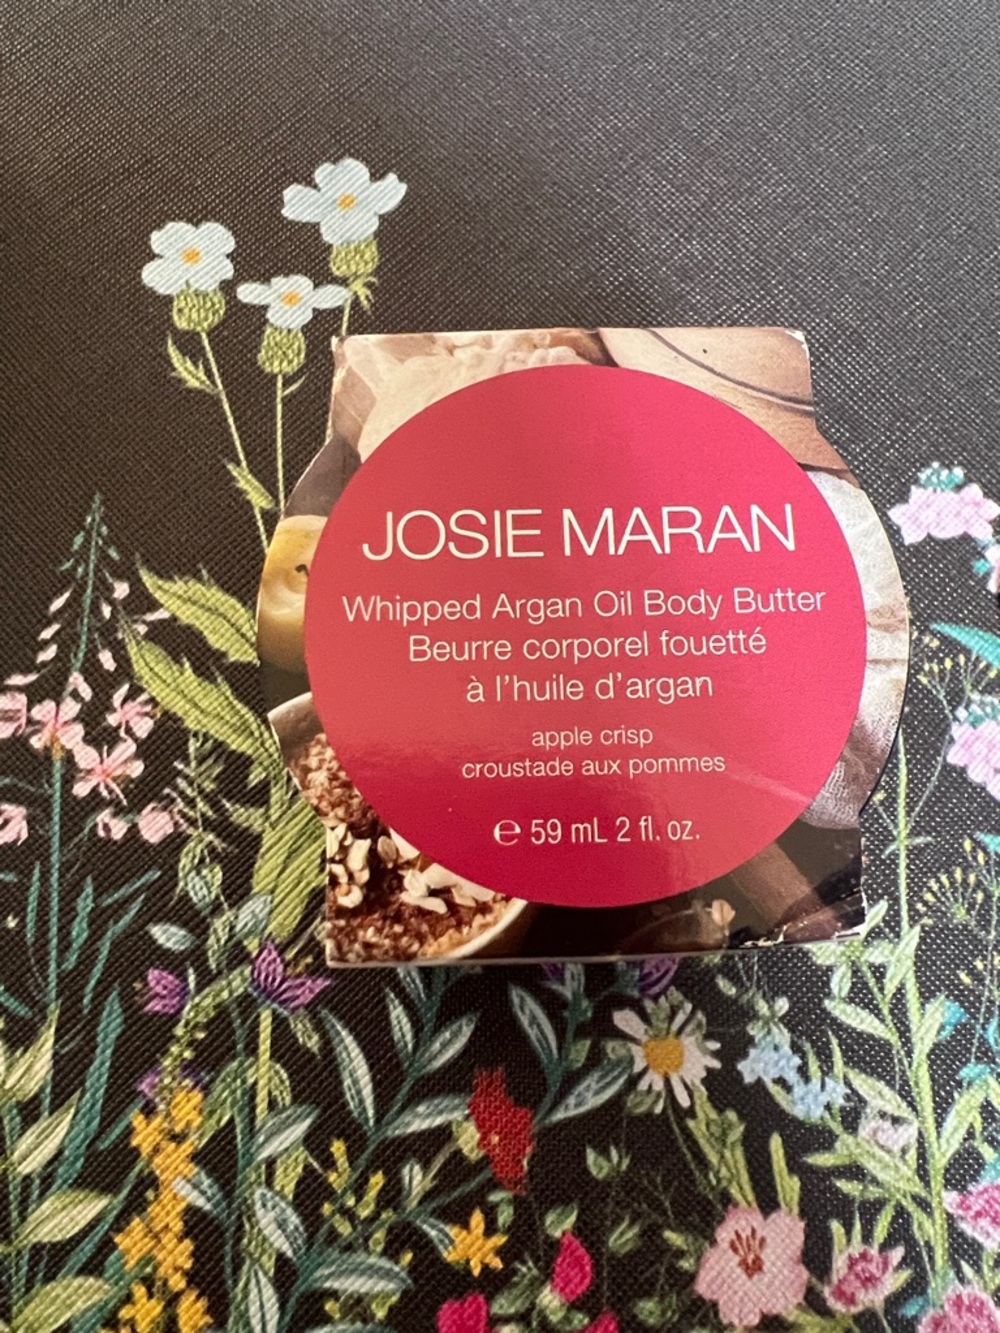 JOSIE MARAN
Whipped Argan Oil Body Butter
Beurre corporel fouetté
à l'huile d'argan
apple crisp
croustade aux pommes
℮ 59 mL 2 fl. oz.